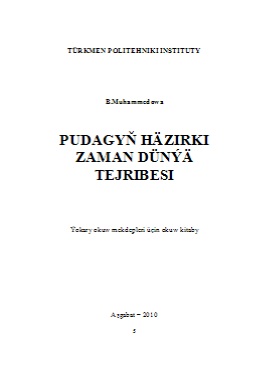 TÜRKMEN POLITEHNIKI INSTITUTY
B.Muhammedowa
PUDAGYŇ HÄZIRKI
ZAMAN DÜNÝÄ
TEJRIBESI
Ýokary okuw mekdepleri üçin okuw kitaby
Aşgabat – 2010
5